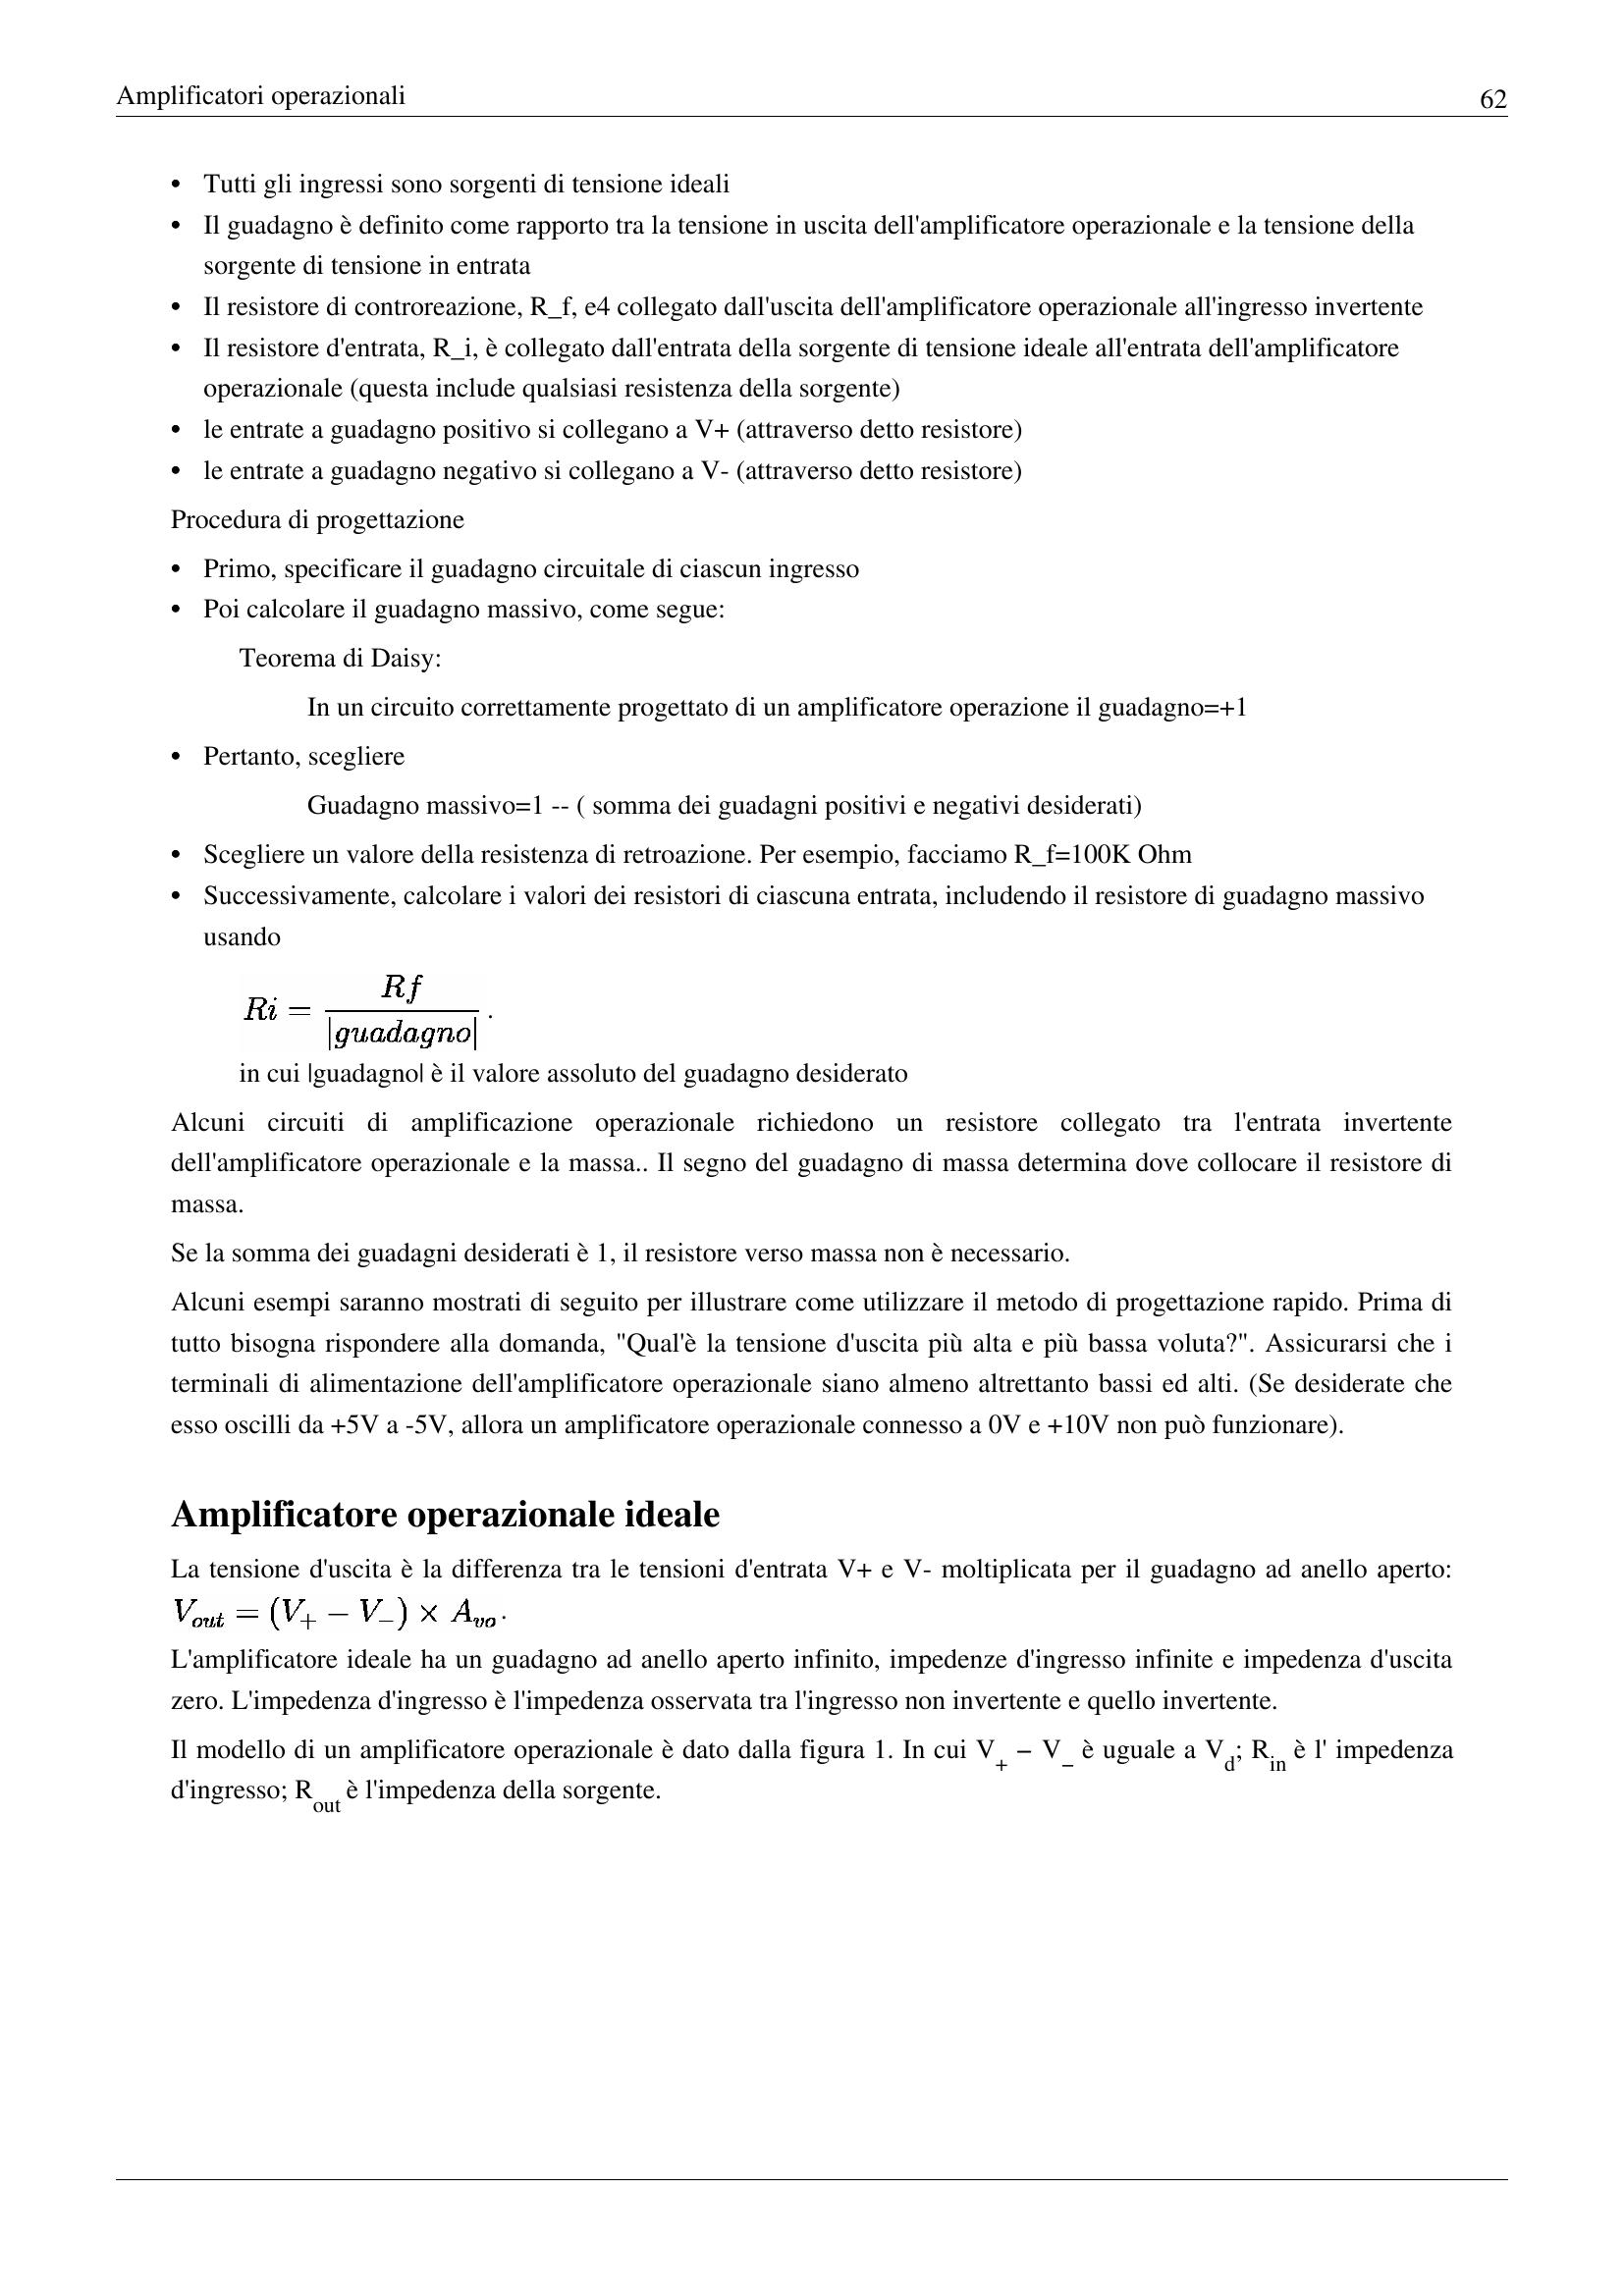 Amplificatori operazionali 62
• Tutti gli ingressi sono sorgenti di tensione ideali
• Il guadagno è definito come rapporto tra la tensione in uscita dell'amplificatore operazionale e la tensione della
sorgente di tensione in entrata
• Il resistore di controreazione, R_f, e4 collegato dall'uscita dell'amplificatore operazionale all'ingresso invertente
• Il resistore d'entrata, R_i, è collegato dall'entrata della sorgente di tensione ideale all'entrata dell'amplificatore
operazionale (questa include qualsiasi resistenza della sorgente)
• le entrate a guadagno positivo si collegano a V+ (attraverso detto resistore)
• le entrate a guadagno negativo si collegano a V- (attraverso detto resistore)
Procedura di progettazione
• Primo, specificare il guadagno circuitale di ciascun ingresso
• Poi calcolare il guadagno massivo, come segue:
Teorema di Daisy:
In un circuito correttamente progettato di un amplificatore operazione il guadagno=+1
• Pertanto, scegliere
Guadagno massivo=1 -- ( somma dei guadagni positivi e negativi desiderati)
• Scegliere un valore della resistenza di retroazione. Per esempio, facciamo R_f=100K Ohm
• Successivamente, calcolare i valori dei resistori di ciascuna entrata, includendo il resistore di guadagno massivo
usando
Ri = Rf / |guadagno| .
in cui |guadagno| è il valore assoluto del guadagno desiderato
Alcuni circuiti di amplificazione operazionale richiedono un resistore collegato tra l'entrata invertente
dell'amplificatore operazionale e la massa.. Il segno del guadagno di massa determina dove collocare il resistore di
massa.
Se la somma dei guadagni desiderati è 1, il resistore verso massa non è necessario.
Alcuni esempi saranno mostrati di seguito per illustrare come utilizzare il metodo di progettazione rapido. Prima di
tutto bisogna rispondere alla domanda, "Qual'è la tensione d'uscita più alta e più bassa voluta?". Assicurarsi che i
terminali di alimentazione dell'amplificatore operazionale siano almeno altrettanto bassi ed alti. (Se desiderate che
esso oscilli da +5V a -5V, allora un amplificatore operazionale connesso a 0V e +10V non può funzionare).
Amplificatore operazionale ideale
La tensione d'uscita è la differenza tra le tensioni d'entrata V+ e V- moltiplicata per il guadagno ad anello aperto:
V_out = (V_+ − V_−) × A_vo .
L'amplificatore ideale ha un guadagno ad anello aperto infinito, impedenze d'ingresso infinite e impedenza d'uscita
zero. L'impedenza d'ingresso è l'impedenza osservata tra l'ingresso non invertente e quello invertente.
Il modello di un amplificatore operazionale è dato dalla figura 1. In cui V_+ − V_− è uguale a V_d; R_in è l' impedenza
d'ingresso; R_out è l'impedenza della sorgente.